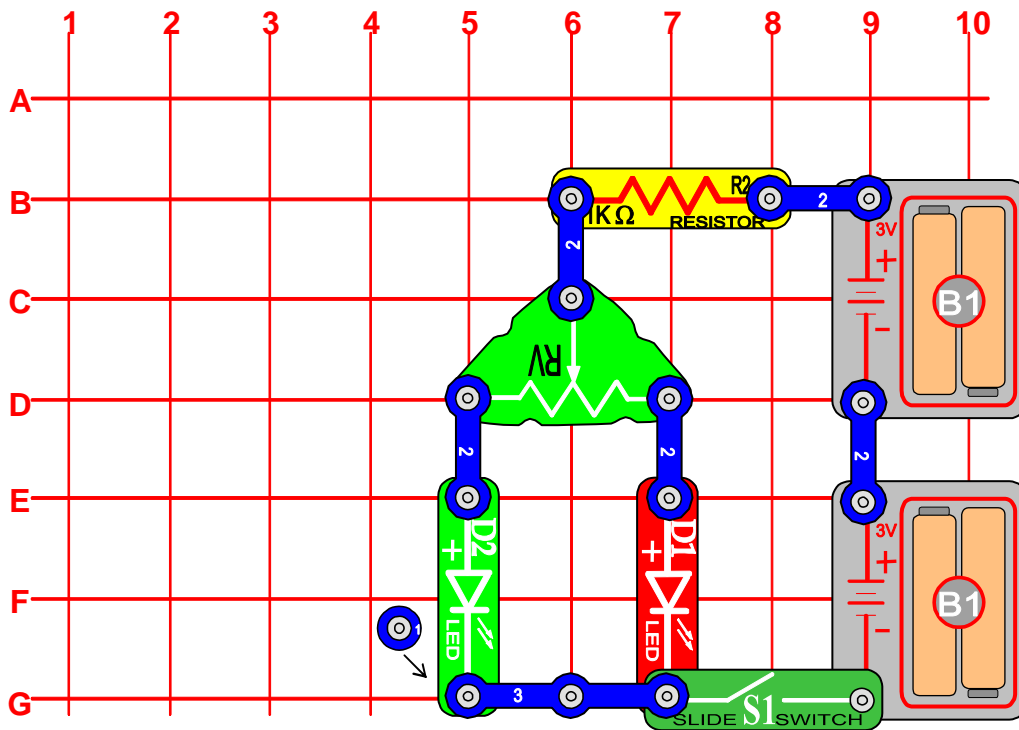 1 2 3 4 5 6 7 8 9 10
A
B
C
D
E
F
G
R2
1K Ω
RESISTOR
2
3V
+
-
B1
2
RV
2
2
2
3V
+
-
B1
D2
+
LED
D1
+
LED
1
3
SLIDE S1 SWITCH